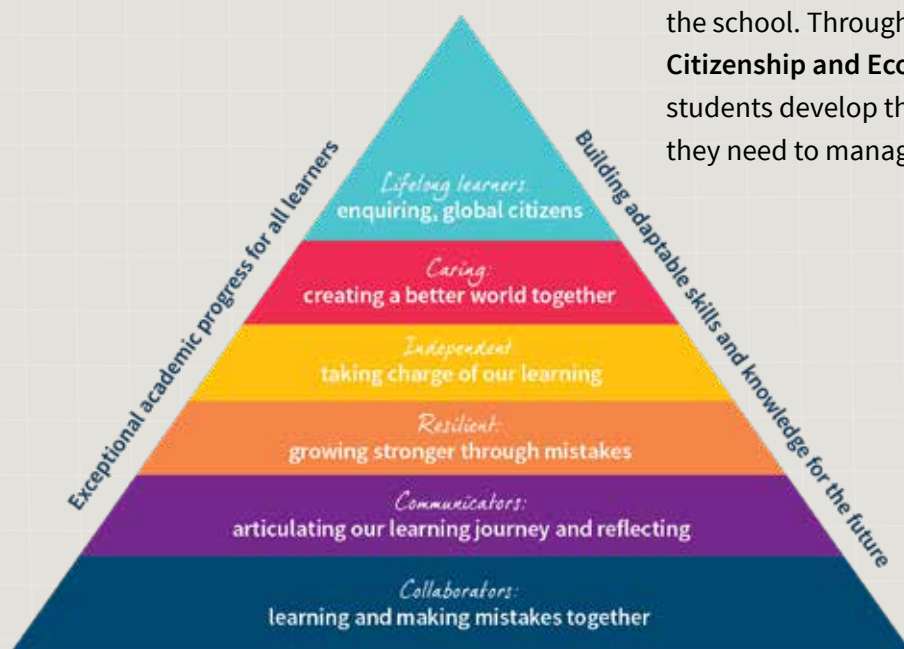 the school. Through
Citizenship and Eco
students develop th
they need to manag
Exceptional academic progress for all learners
Building adaptable skills and knowledge for the future
Lifelong learners:
enquiring, global citizens
Caring:
creating a better world together
Independent
taking charge of our learning
Resilient:
growing stronger through mistakes
Communicators:
articulating our learning journey and reflecting
Collaborators:
learning and making mistakes together